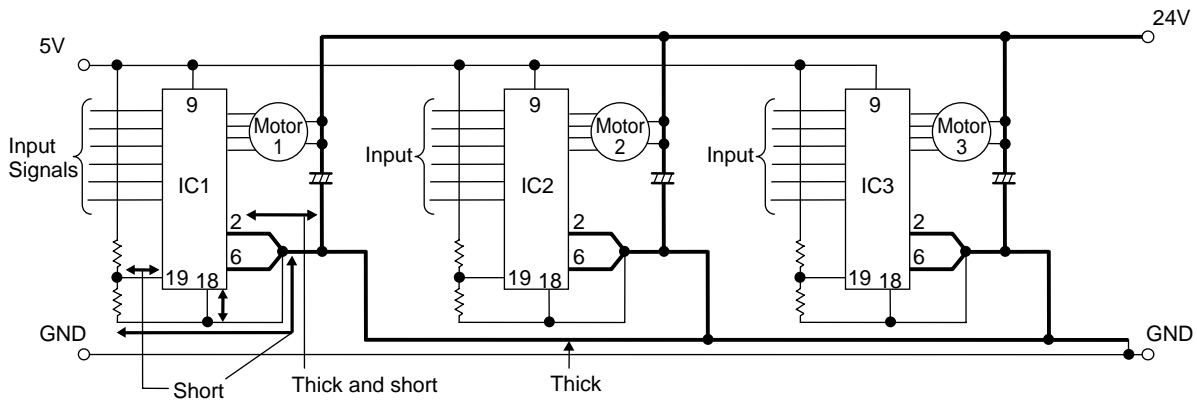 24V
5V
9
9
9
Motor
1
Motor
2
Motor
3
Input
Signals
Input
Input
IC1
IC2
IC3
2
2
2
6
6
6
19 18
19 18
19 18
GND
GND
Short
Thick and short
Thick